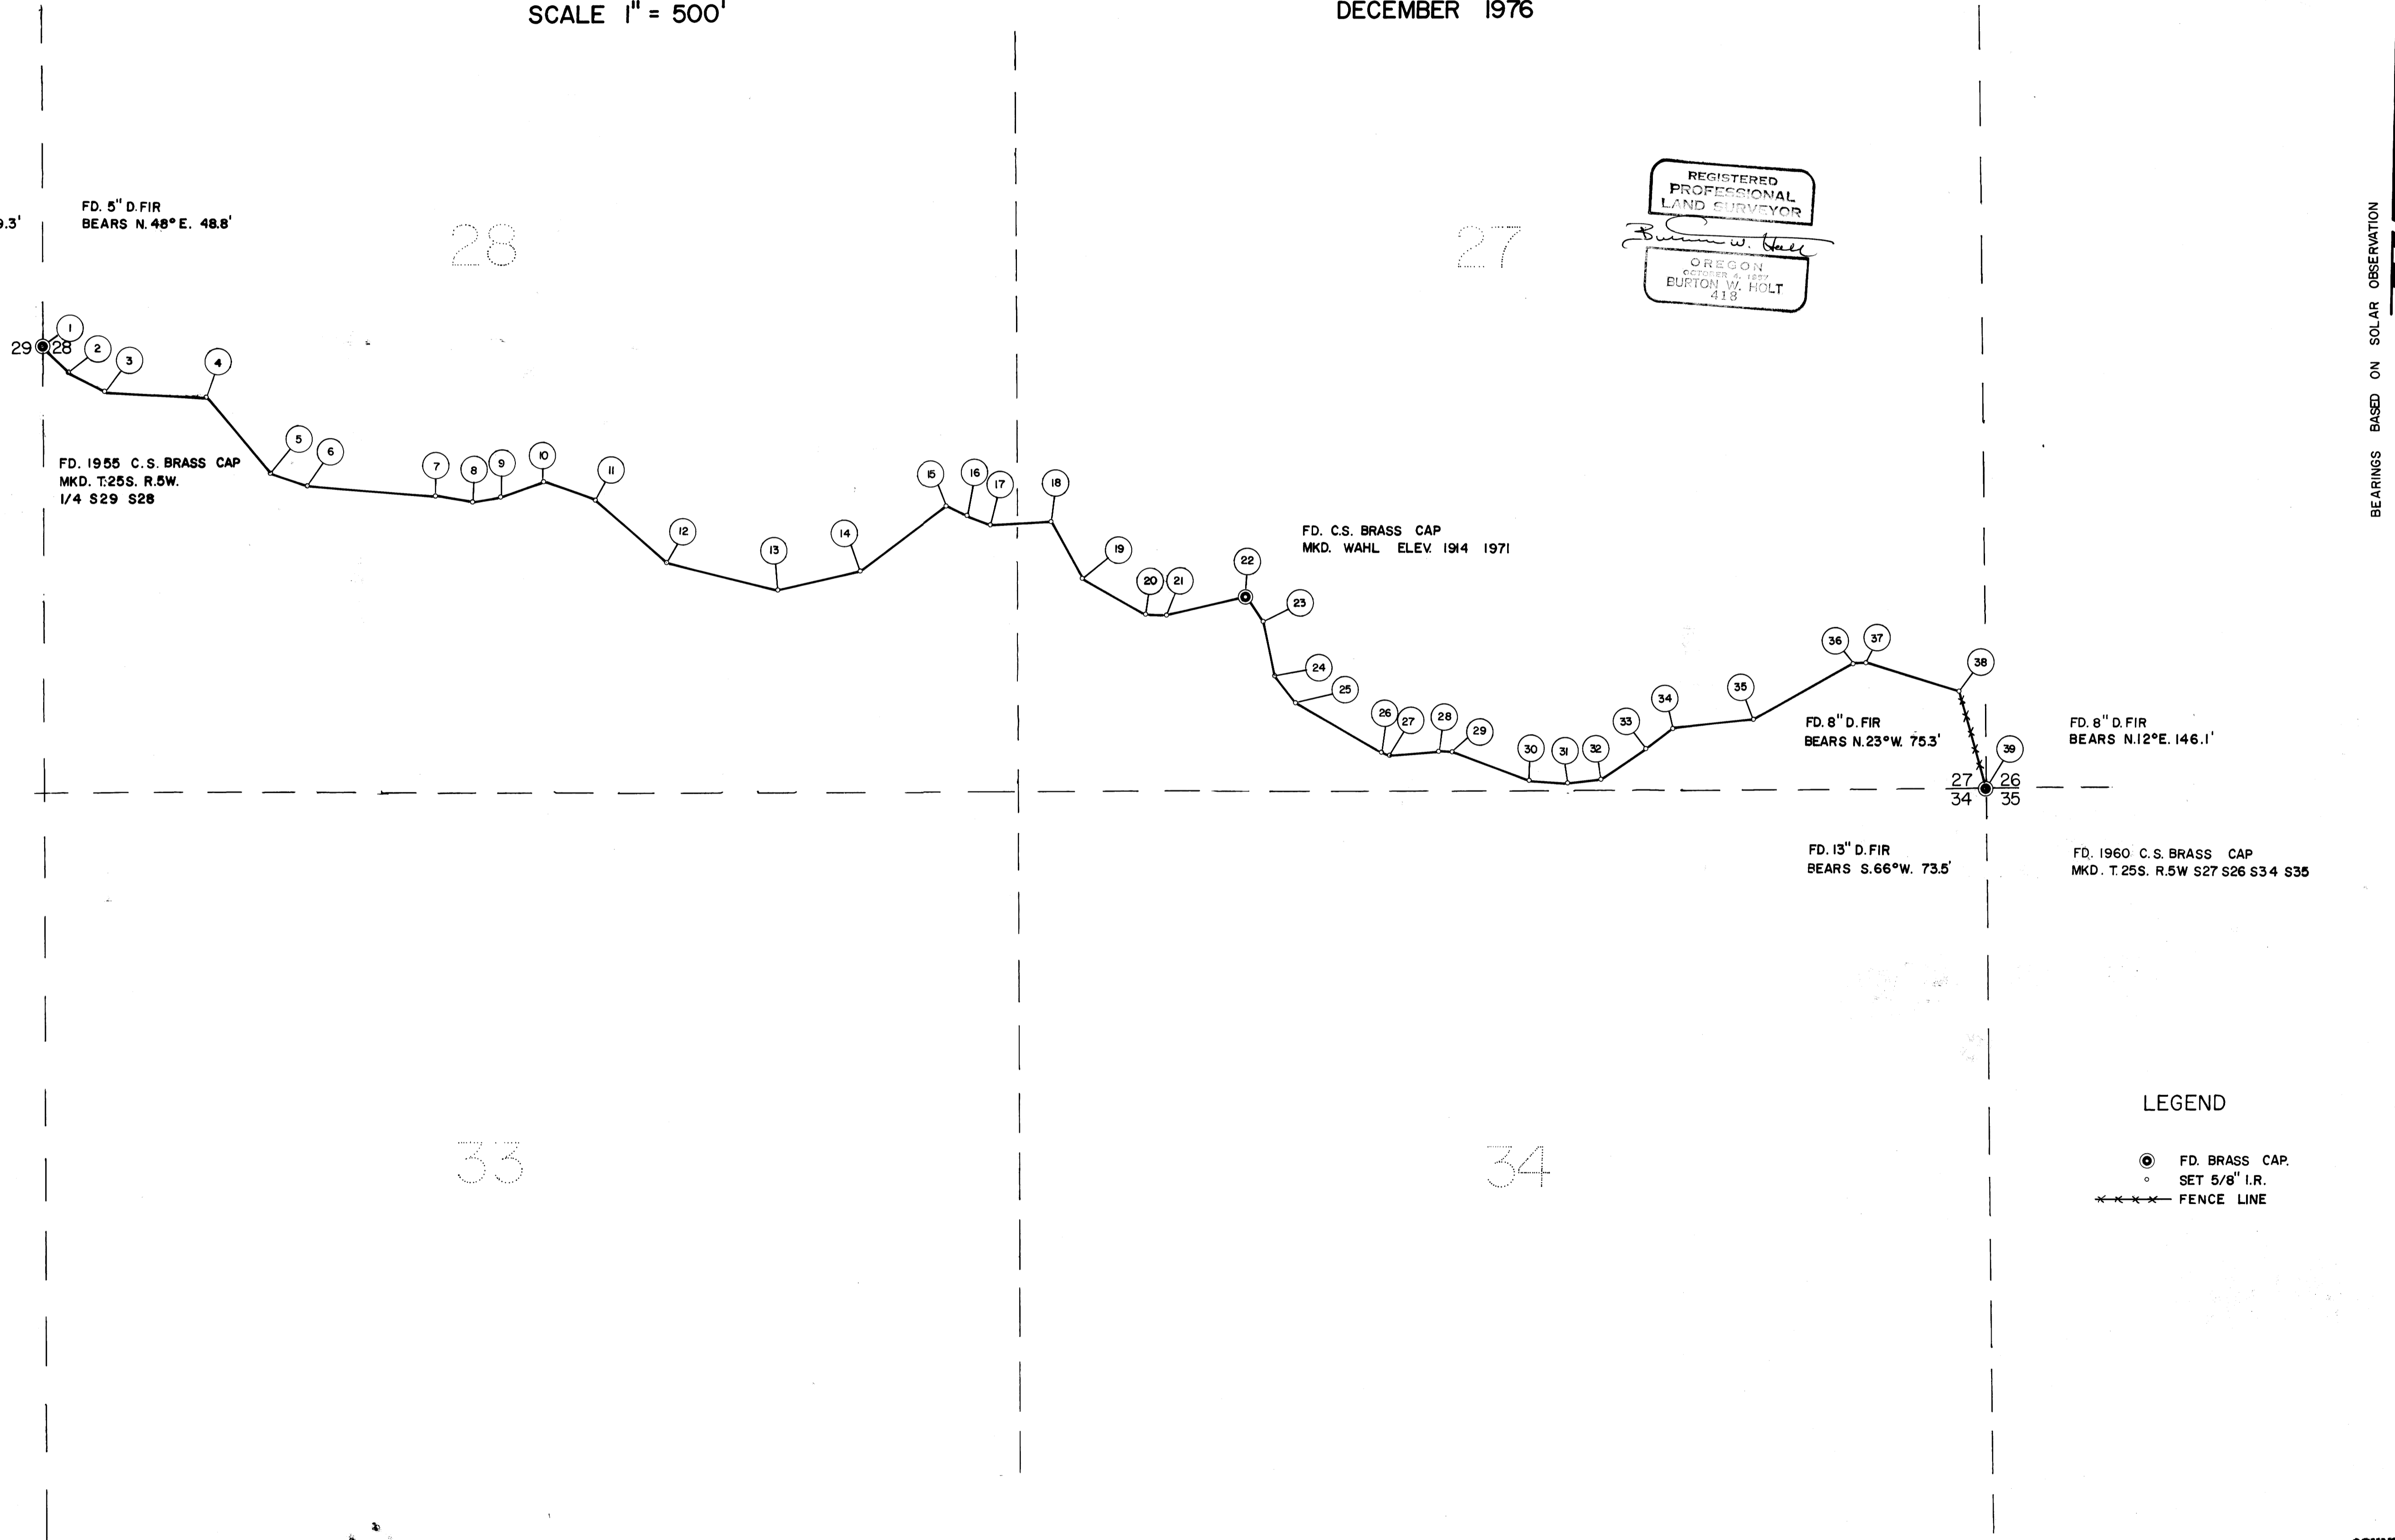 SCALE 1" = 500'
DECEMBER 1976
9.3'
FD. 5" D.FIR
BEARS N.48°E. 48.8'
28
27
REGISTERED
PROFESSIONAL
LAND SURVEYOR
Burton W. Holt
OREGON
OCTOBER 4, 1957
BURTON W. HOLT
418
BEARINGS BASED ON SOLAR OBSERVATION
29 28
1
2
3
4
5
6
7
8
9
10
11
12
13
14
15
16
17
18
19
20
21
22
23
24
25
26
27
28
29
30
31
32
33
34
35
36
37
38
39
FD. 1955 C.S. BRASS CAP
MKD. T.25S. R.5W.
1/4 S29 S28
FD. C.S. BRASS CAP
MKD. WAHL ELEV. 1914 1971
FD. 8" D.FIR
BEARS N.23°W. 75.3'
FD. 8" D.FIR
BEARS N.12°E. 146.1'
27 26
34 35
FD. 13" D.FIR
BEARS S.66°W. 73.5'
FD. 1960 C.S. BRASS CAP
MKD. T.25S. R.5W S27 S26 S34 S35
33
34
LEGEND
FD. BRASS CAP.
SET 5/8" I.R.
FENCE LINE